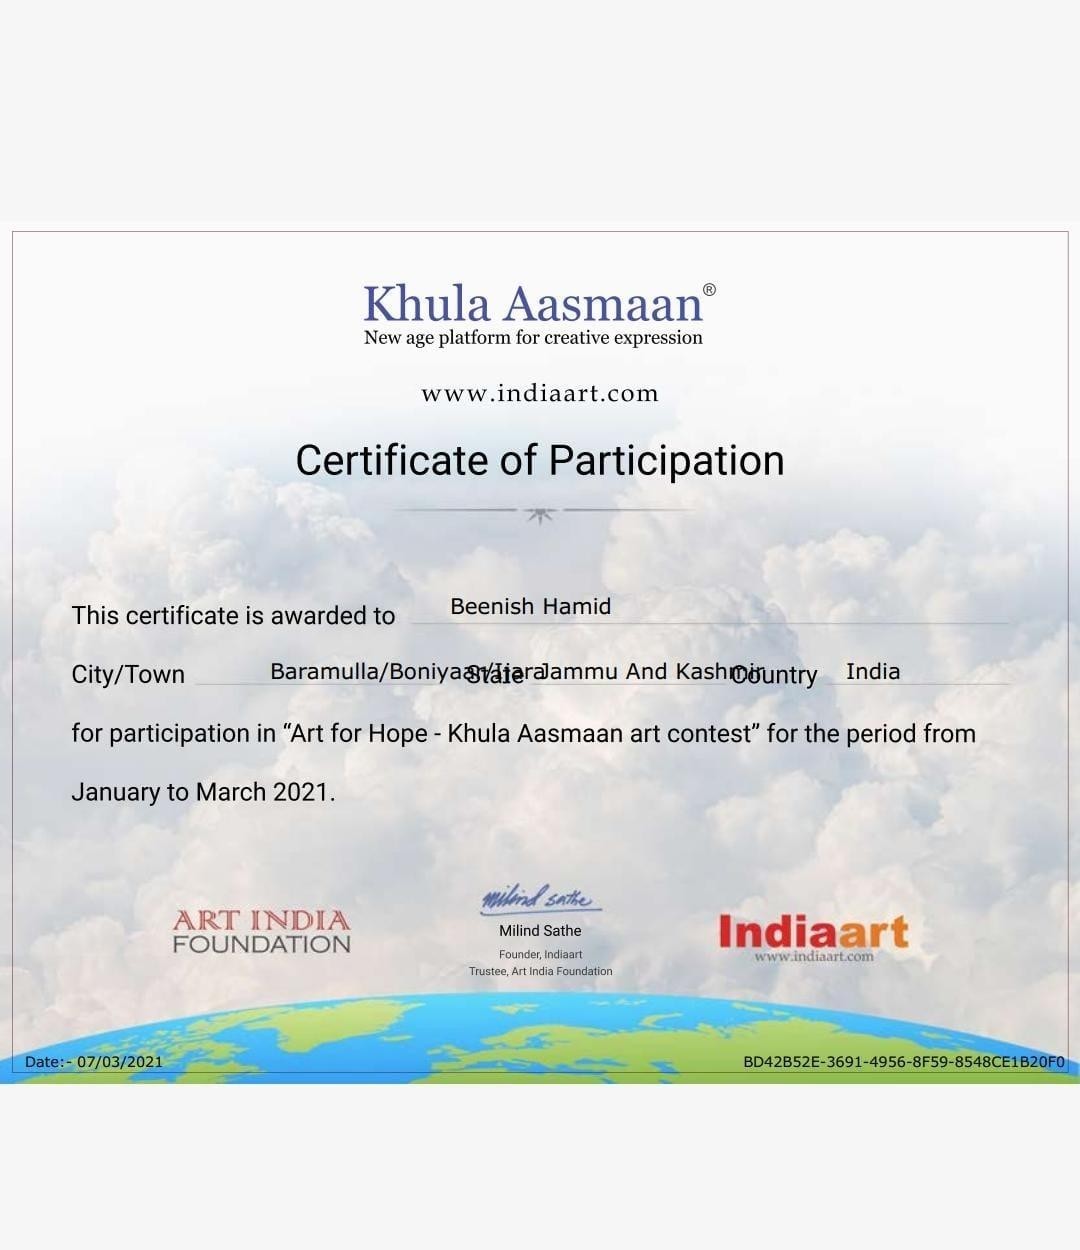 Khula Aasmaan®
New age platform for creative expression
www.indiaart.com
Certificate of Participation
This certificate is awarded to Beenish Hamid
City/Town Baramulla/Boniyaar/ State Jammu And Kashmir Country India
for participation in “Art for Hope - Khula Aasmaan art contest” for the period from
January to March 2021.
ART INDIA
FOUNDATION
milind sathe
Milind Sathe
Founder, Indiaart
Trustee, Art India Foundation
Indiaart
www.indiaart.com
Date:- 07/03/2021
BD42B52E-3691-4956-8F59-8548CE1B20F0